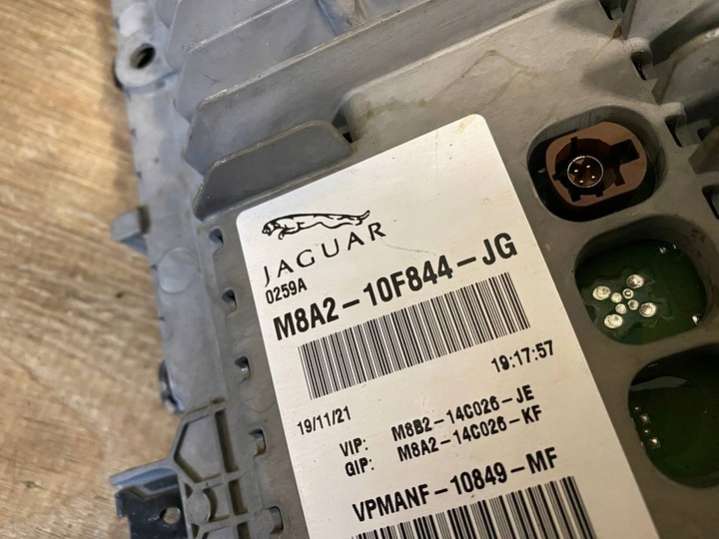 JAGUAR
0259A
M8A2-10F844-JG
19:17:57
19/11/21
VIP: M8B2-14C026-JE
GIP: M8A2-14C026-KF
VPMANF-10849-MF